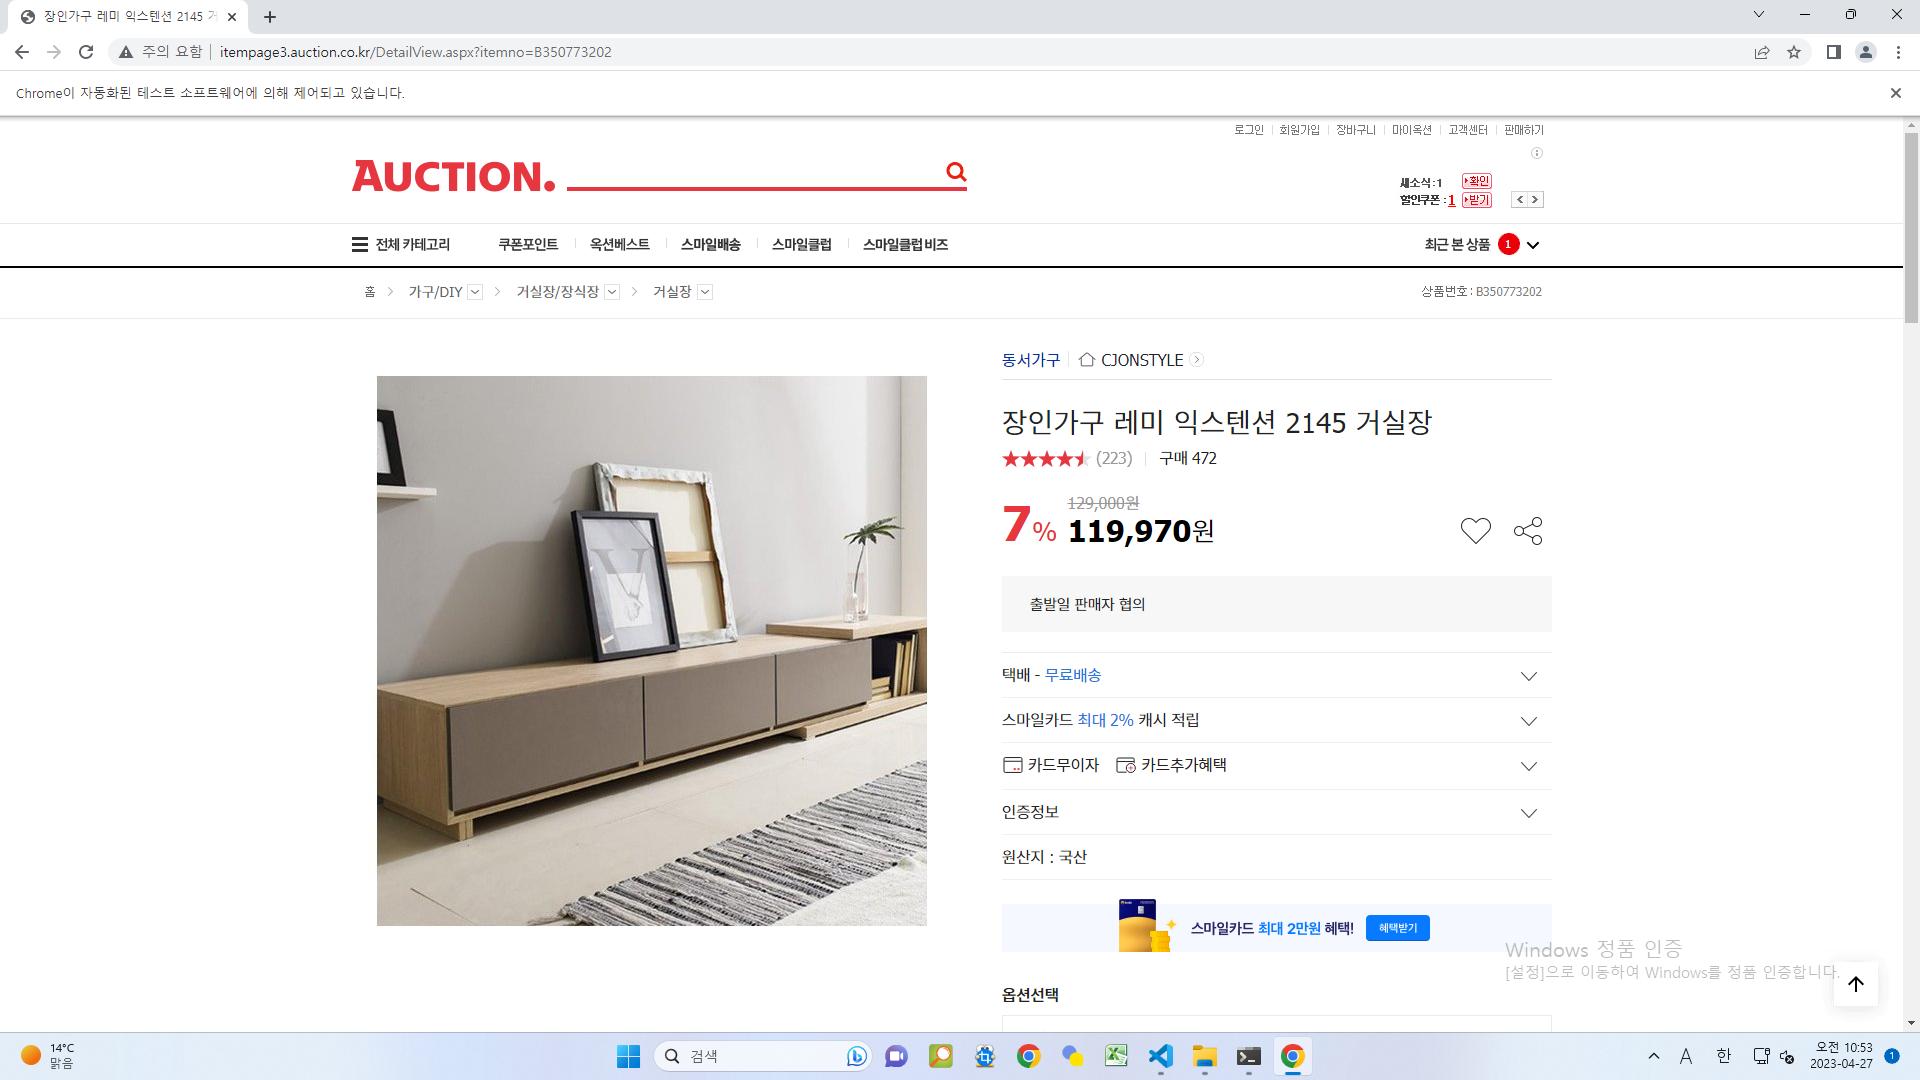 장인가구 레미 익스텐션 2145 거
주의 요함
itempage3.auction.co.kr/DetailView.aspx?itemno=B350773202
Chrome이 자동화된 테스트 소프트웨어에 의해 제어되고 있습니다.
로그인 회원가입 장바구니 마이옥션 고객센터 판매하기
AUCTION.
새소식 : 1 확인
할인쿠폰 : 1 받기
전체 카테고리 쿠폰포인트 옥션베스트 스마일배송 스마일클럽 스마일클럽 비즈 최근 본 상품 1
홈 > 가구/DIY > 거실장/장식장 > 거실장 상품번호 : B350773202
동서가구 CJONSTYLE
장인가구 레미 익스텐션 2145 거실장
(223) 구매 472
129,000원
7% 119,970원
출발일 판매자 협의
택배 - 무료배송
스마일카드 최대 2% 캐시 적립
카드무이자 카드추가혜택
인증정보
원산지 : 국산
스마일카드 최대 2만원 혜택! 혜택받기
Windows 정품 인증
[설정]으로 이동하여 Windows를 정품 인증합니다.
옵션선택
14°C
맑음
검색
A 한
오전 10:53
2023-04-27
1